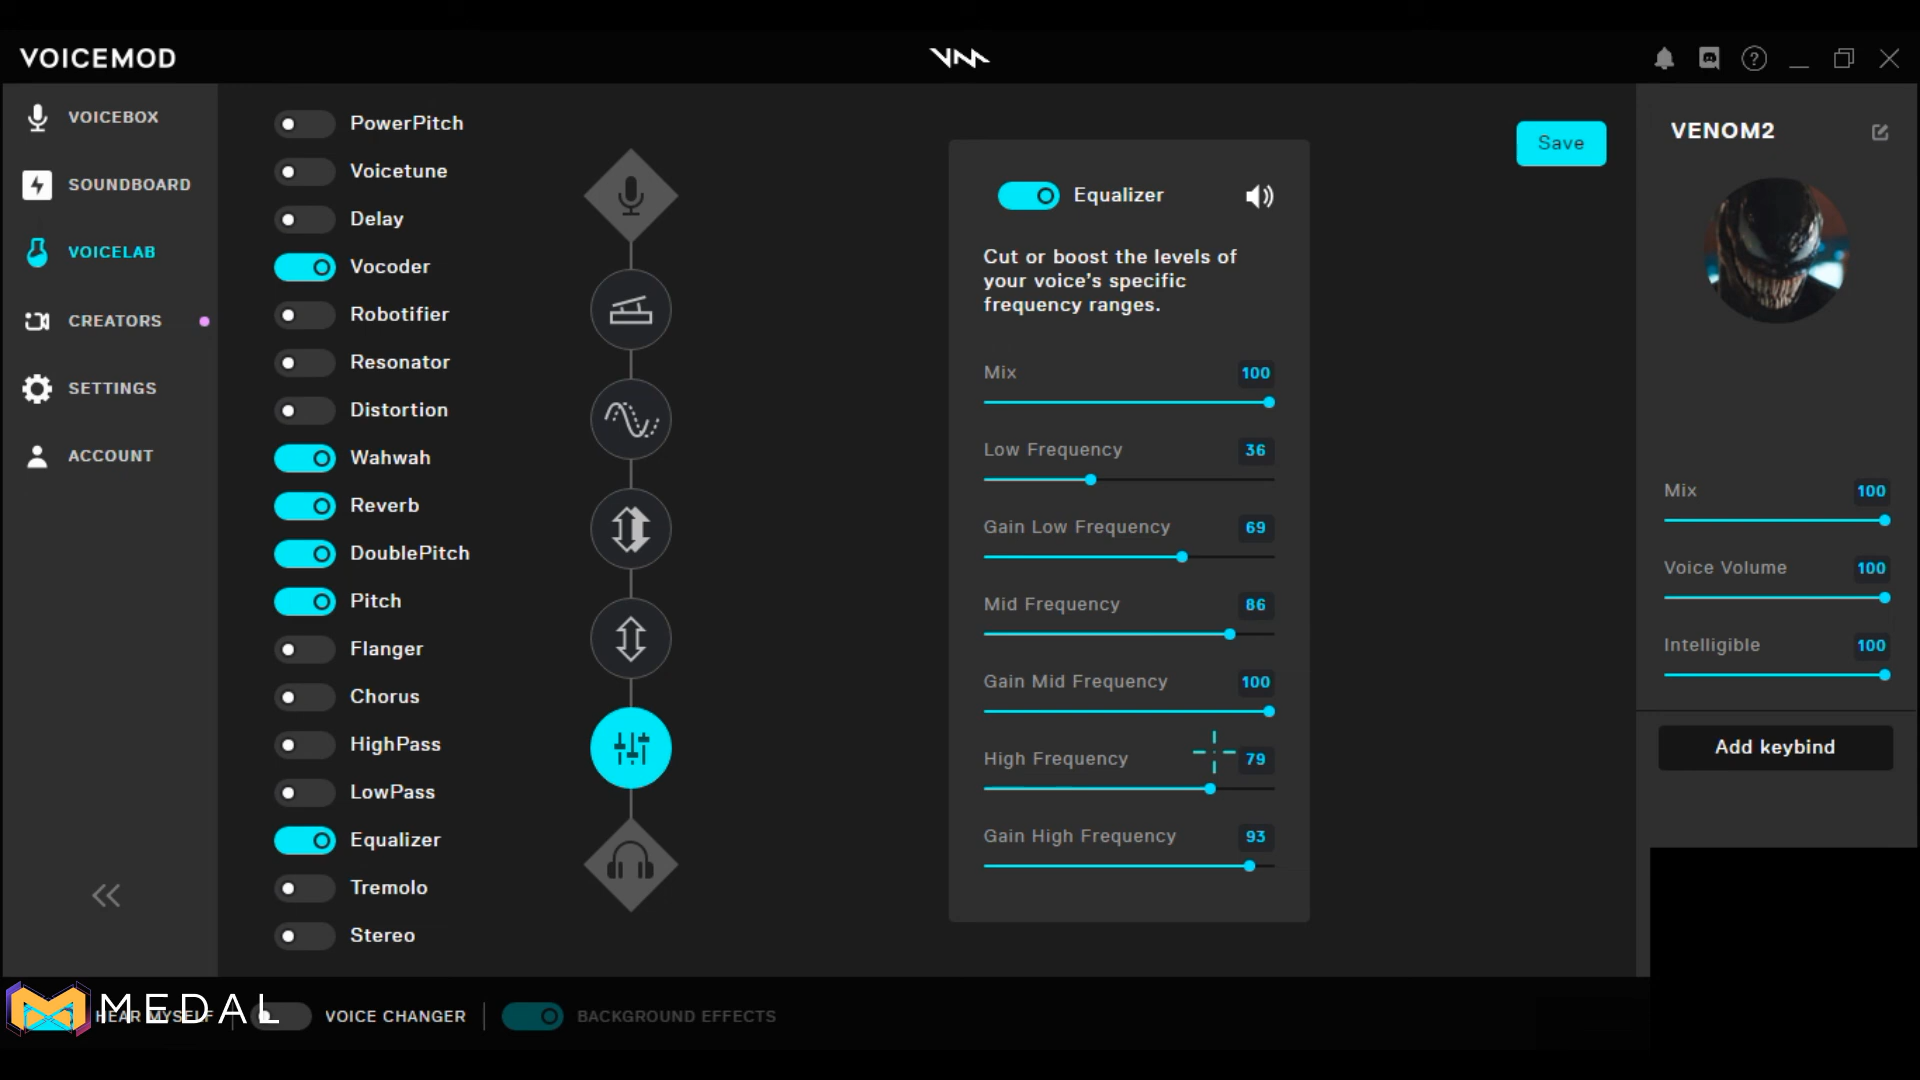 VOICEMOD
VOICEBOX
SOUNDBOARD
VOICELAB
CREATORS
SETTINGS
ACCOUNT
PowerPitch
Voicetune
Delay
Vocoder
Robotifier
Resonator
Distortion
Wahwah
Reverb
DoublePitch
Pitch
Flanger
Chorus
HighPass
LowPass
Equalizer
Tremolo
Stereo
Equalizer
Cut or boost the levels of
your voice's specific
frequency ranges.
Mix 100
Low Frequency 36
Gain Low Frequency 69
Mid Frequency 86
Gain Mid Frequency 100
High Frequency 79
Gain High Frequency 93
Save
VENOM2
Mix 100
Voice Volume 100
Intelligible 100
Add keybind
MEDAL
HEAR MYSELF
VOICE CHANGER
BACKGROUND EFFECTS